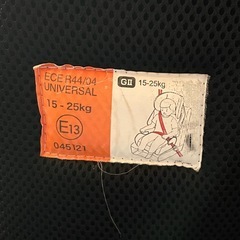 ECE R44/04
UNIVERSAL
15 - 25kg
E13
045121
GII 15-25kg